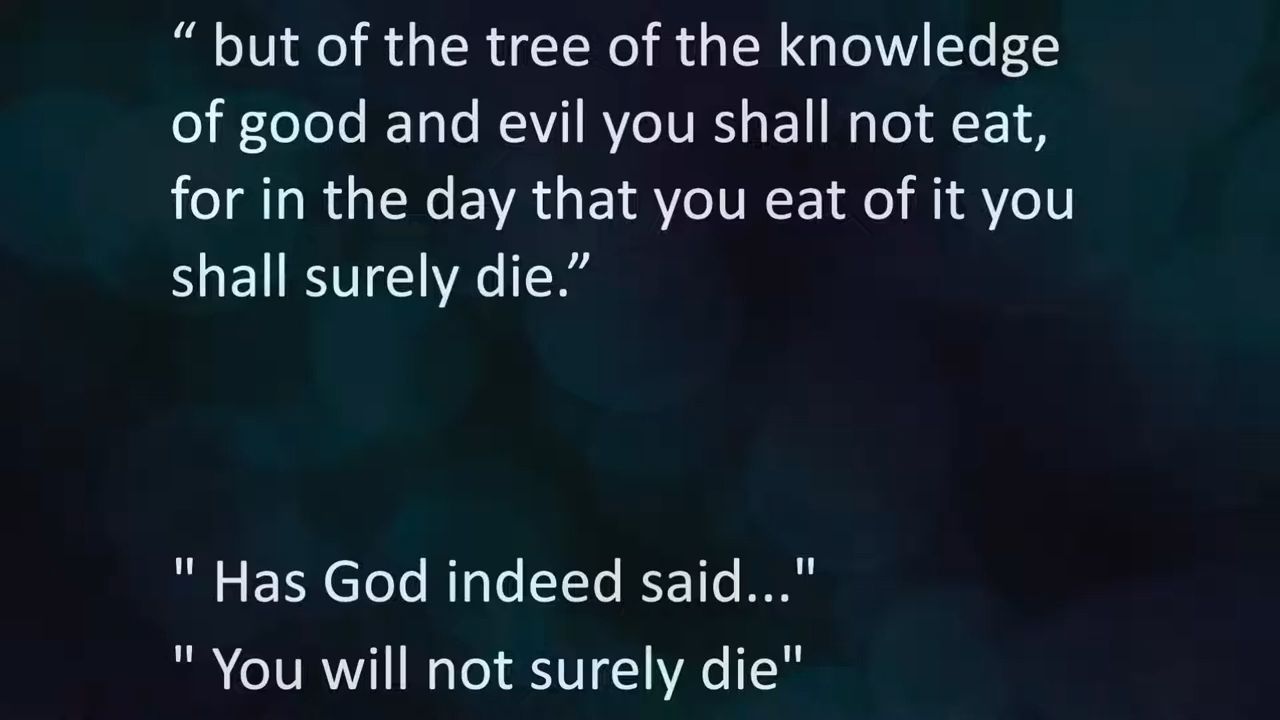 “ but of the tree of the knowledge
of good and evil you shall not eat,
for in the day that you eat of it you
shall surely die.”
" Has God indeed said..."
" You will not surely die"